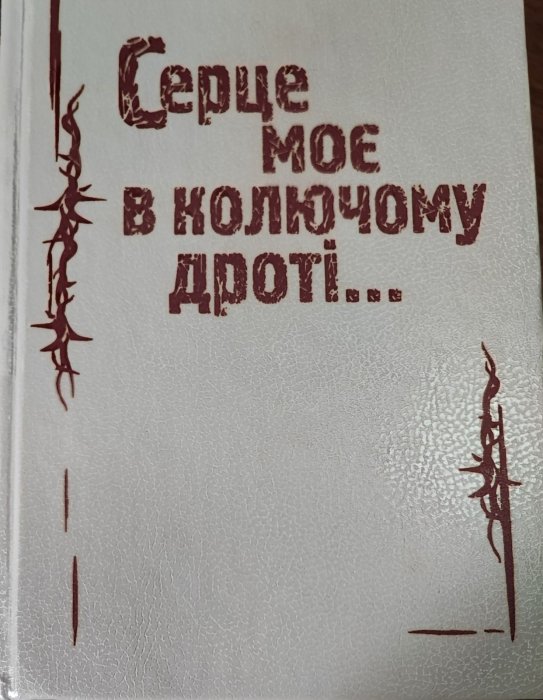 Серце
моє
в колючому
дроті...